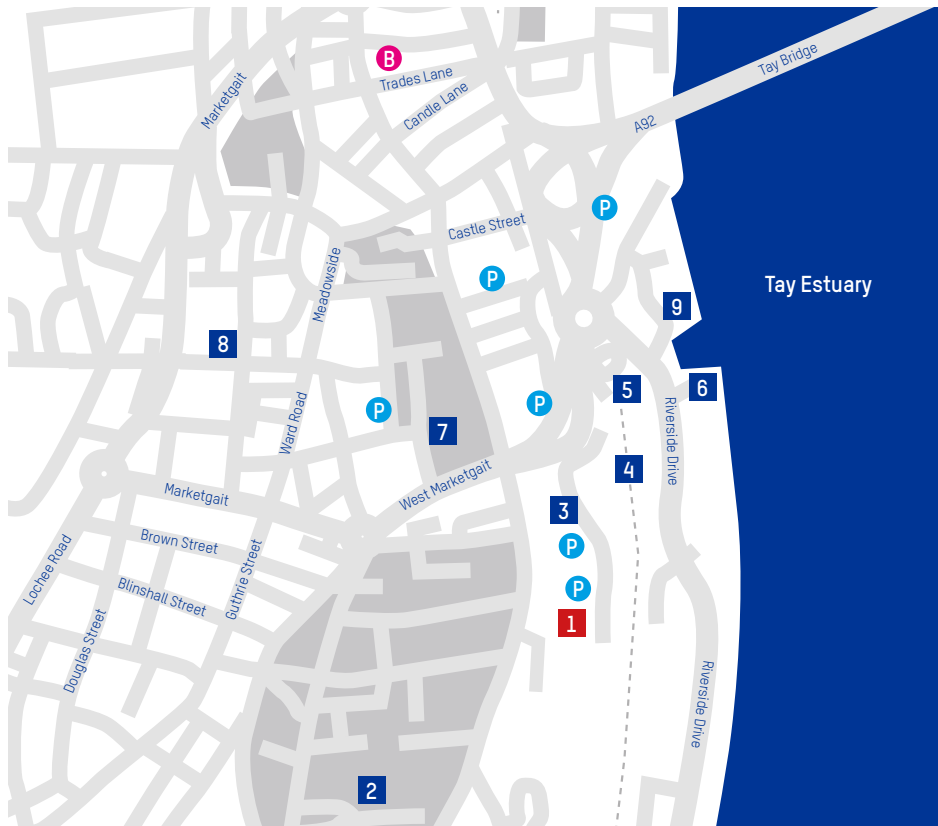 B
Tay Bridge
Trades Lane
Marketgait
Candle Lane
A92
P
Castle Street
P
Meadowside
Tay Estuary
9
8
5
6
P
P
Ward Road
7
Riverside Drive
4
West Marketgait
Marketgait
3
Brown Street
P
Lochee Road
Guthrie Street
Blinshall Street
P
1
Douglas Street
Riverside Drive
2